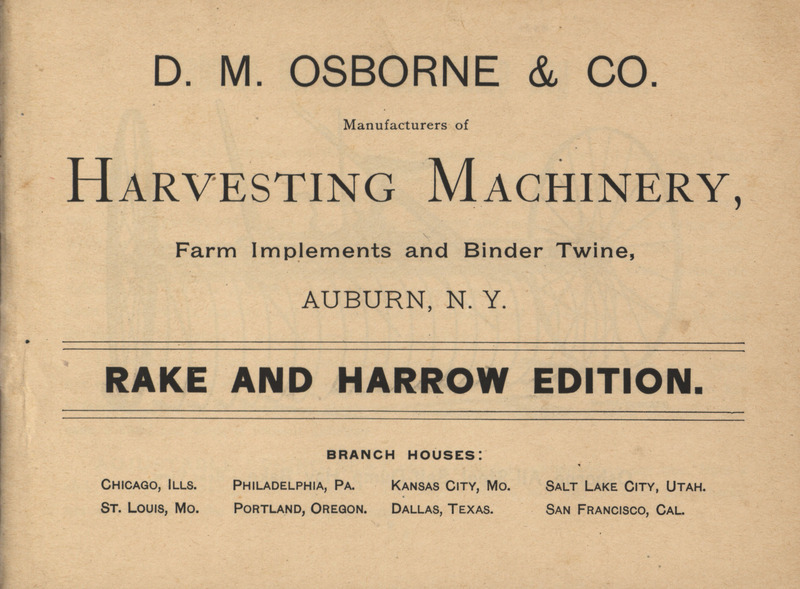 D. M. OSBORNE & CO.
Manufacturers of
HARVESTING MACHINERY,
Farm Implements and Binder Twine,
AUBURN, N. Y.
RAKE AND HARROW EDITION.
BRANCH HOUSES:
CHICAGO, ILLS. PHILADELPHIA, PA. KANSAS CITY, MO. SALT LAKE CITY, UTAH.
ST. LOUIS, MO. PORTLAND, OREGON. DALLAS, TEXAS. SAN FRANCISCO, CAL.